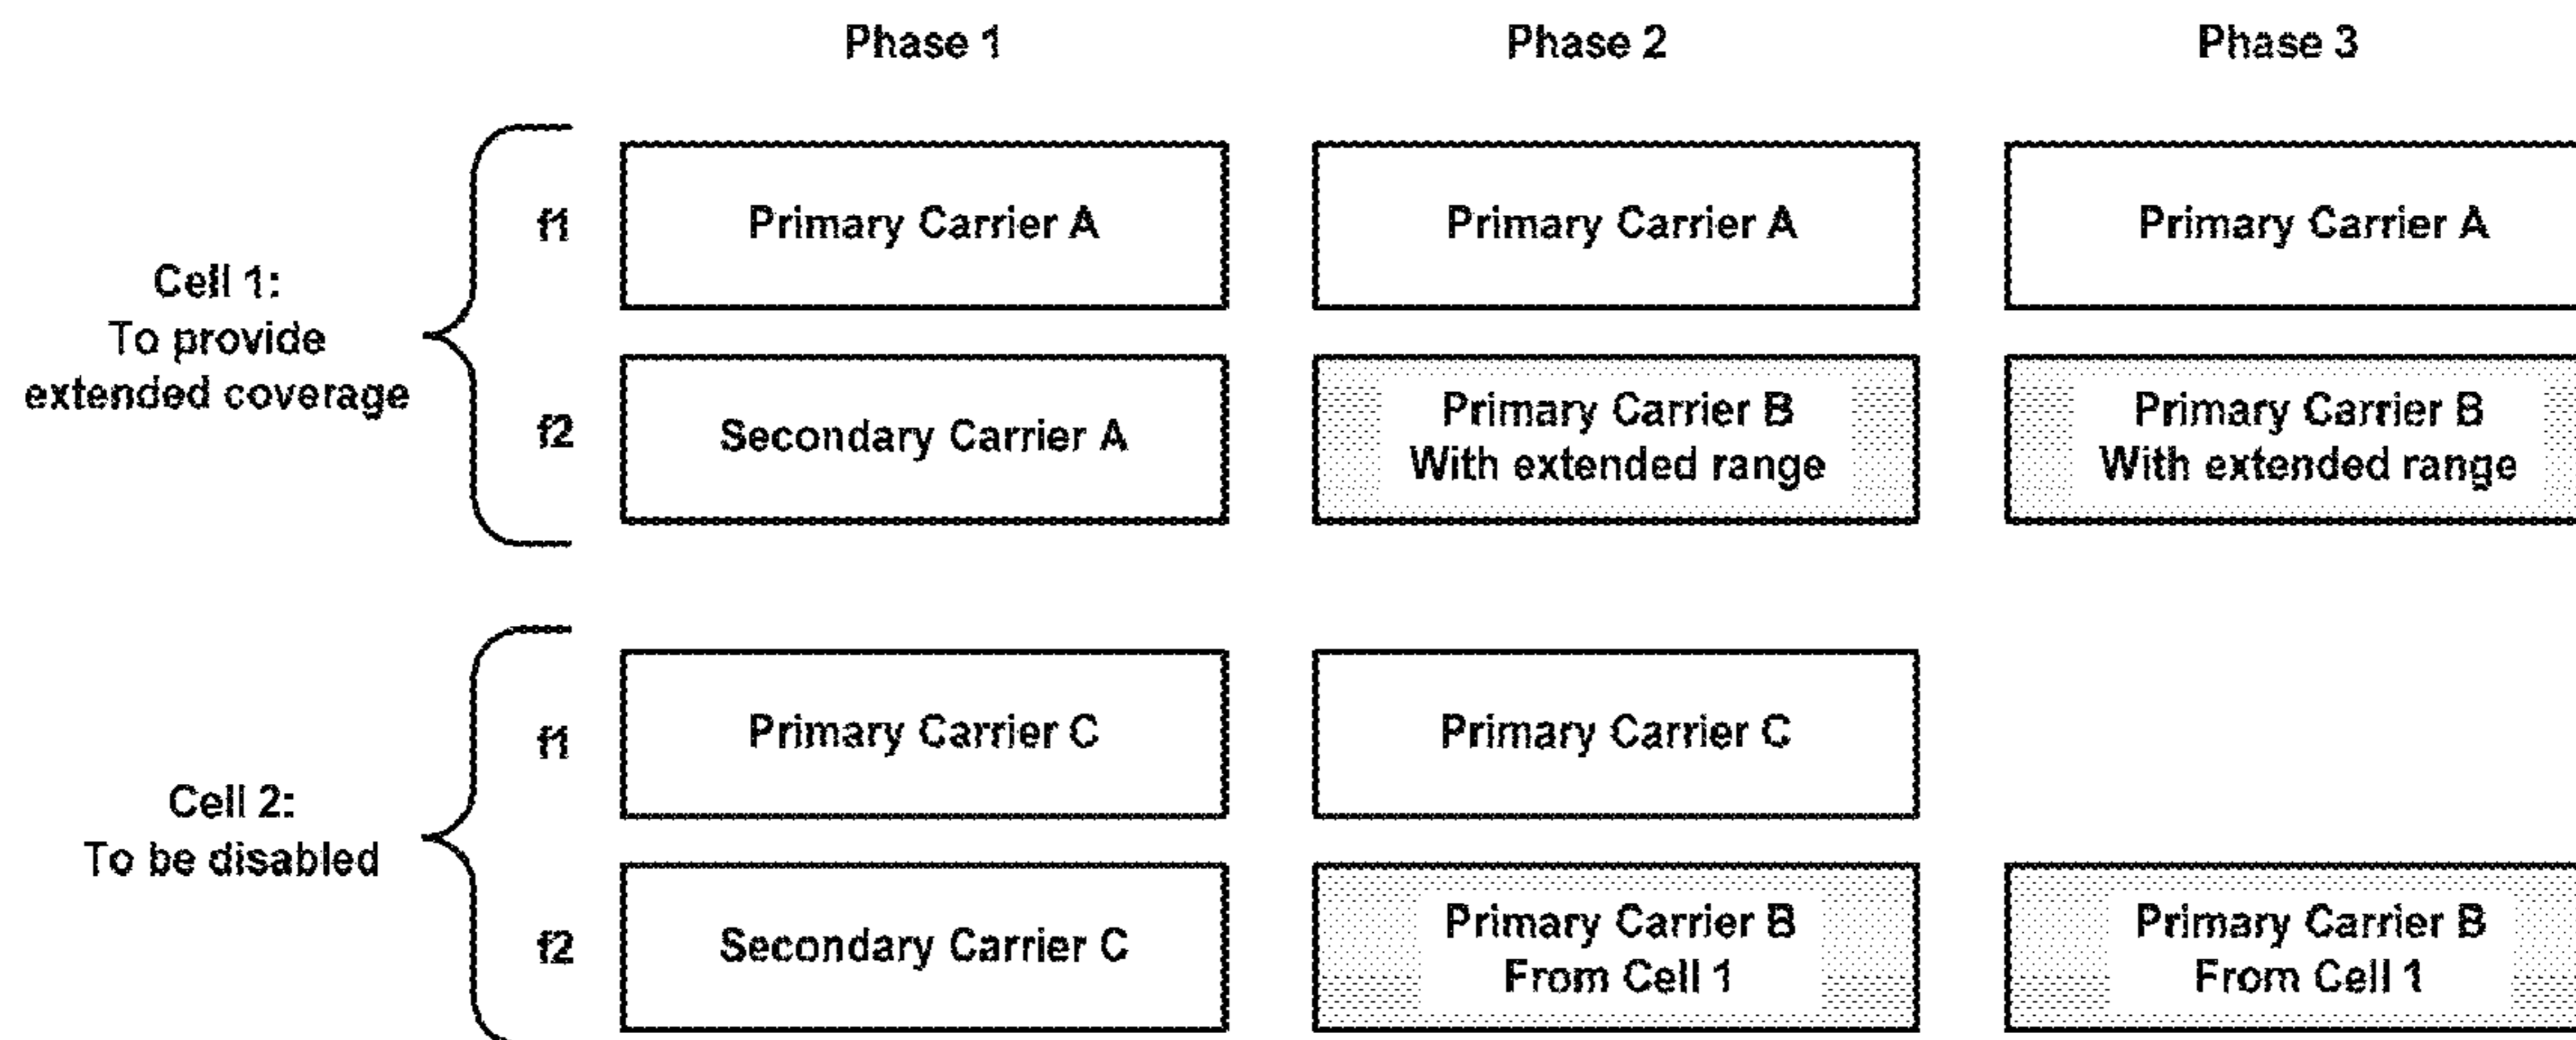 Phase 1
Phase 2
Phase 3
Cell 1:
To provide
extended coverage
f1
Primary Carrier A
Primary Carrier A
Primary Carrier A
f2
Secondary Carrier A
Primary Carrier B
With extended range
Primary Carrier B
With extended range
Cell 2:
To be disabled
f1
Primary Carrier C
Primary Carrier C
f2
Secondary Carrier C
Primary Carrier B
From Cell 1
Primary Carrier B
From Cell 1